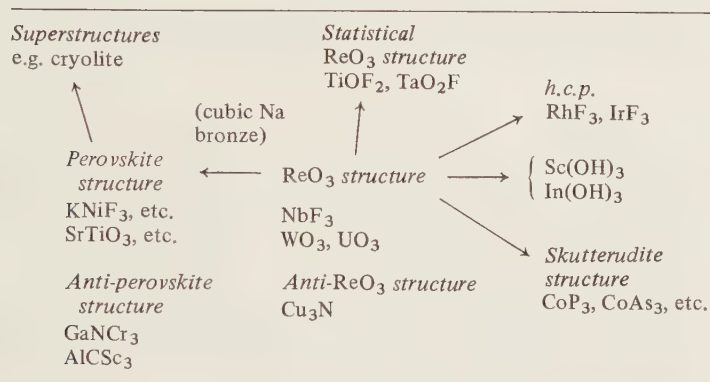 Superstructures
e.g. cryolite
Statistical
ReO₃ structure
TiOF₂, TaO₂F
h.c.p.
RhF₃, IrF₃
(cubic Na
bronze)
Perovskite
structure
KNiF₃, etc.
SrTiO₃, etc.
ReO₃ structure
NbF₃
WO₃, UO₃
Sc(OH)₃
In(OH)₃
Skutterudite
structure
CoP₃, CoAs₃, etc.
Anti-perovskite
structure
GaNCr₃
AlCSc₃
Anti-ReO₃ structure
Cu₃N